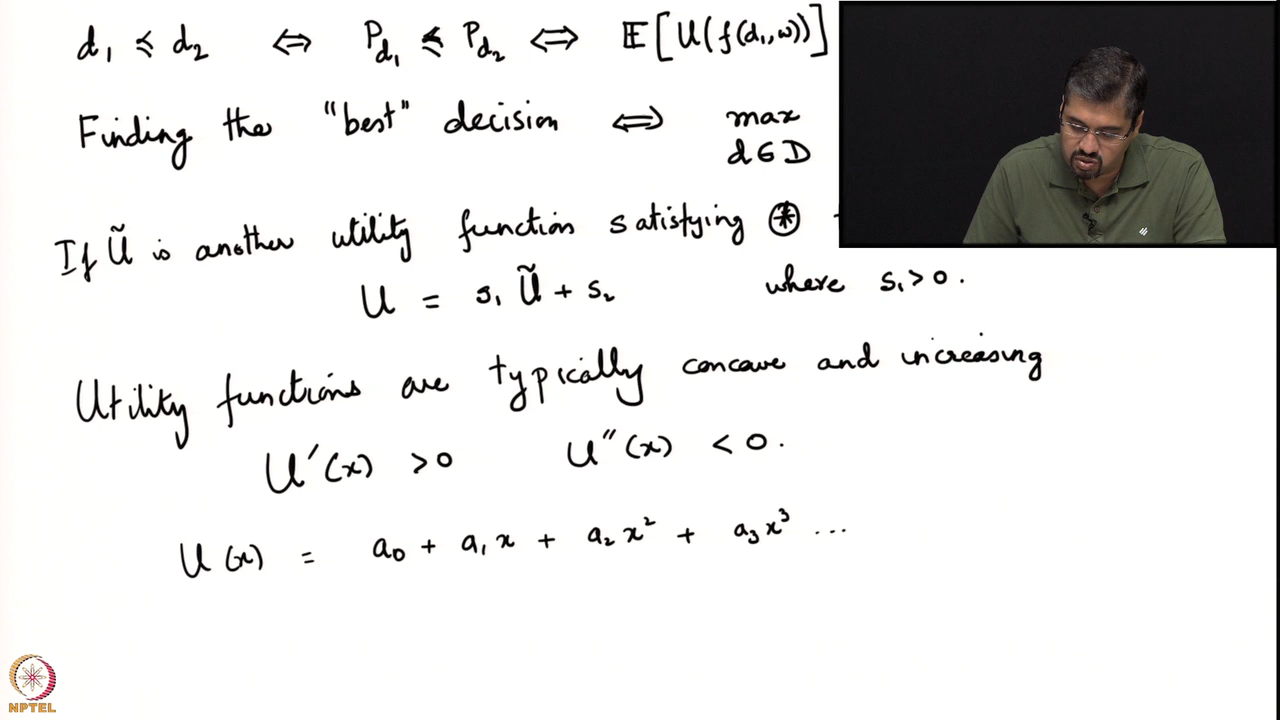 d₁ ≼ d₂ ⇔ P_{d₁} ≼ P_{d₂} ⇔ 𝔼[U(f(d₁,ω))]
Finding the "best" decision ⇔ max
d∈D
If Ũ is another utility function satisfying ⊛
U = s₁ Ũ + s₂ where s₁>0.
Utility functions are typically concave and increasing
U′(x) >0 U″(x) <0.
U(x) = a₀ + a₁x + a₂x² + a₃x³ ...
NPTEL